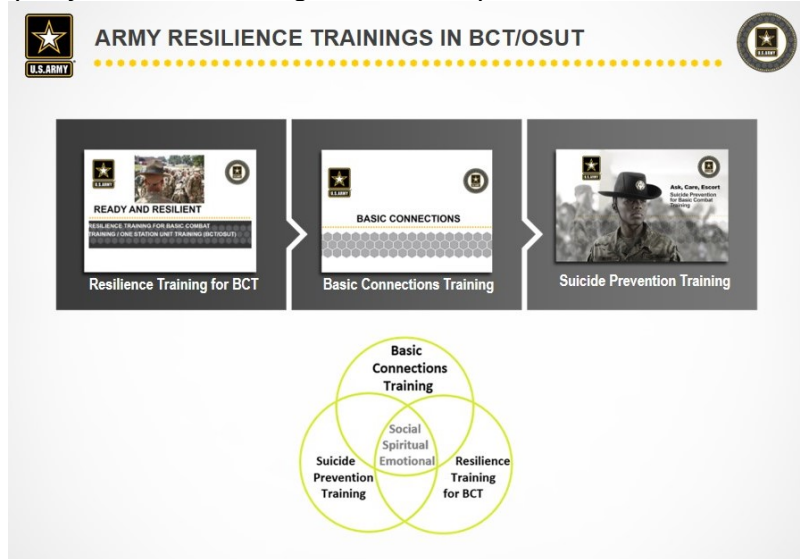 ARMY RESILIENCE TRAININGS IN BCT/OSUT
U.S.ARMY
U.S.ARMY
READY AND RESILIENT
RESILIENCE TRAINING FOR BASIC COMBAT
TRAINING / ONE STATION UNIT TRAINING (BCT/OSUT)
Resilience Training for BCT
U.S.ARMY
BASIC CONNECTIONS
Basic Connections Training
U.S.ARMY
Ask, Care, Escort
Suicide Prevention
for Basic Combat
Training
Suicide Prevention Training
Basic
Connections
Training
Social
Spiritual
Emotional
Suicide
Prevention
Training
Resilience
Training
for BCT